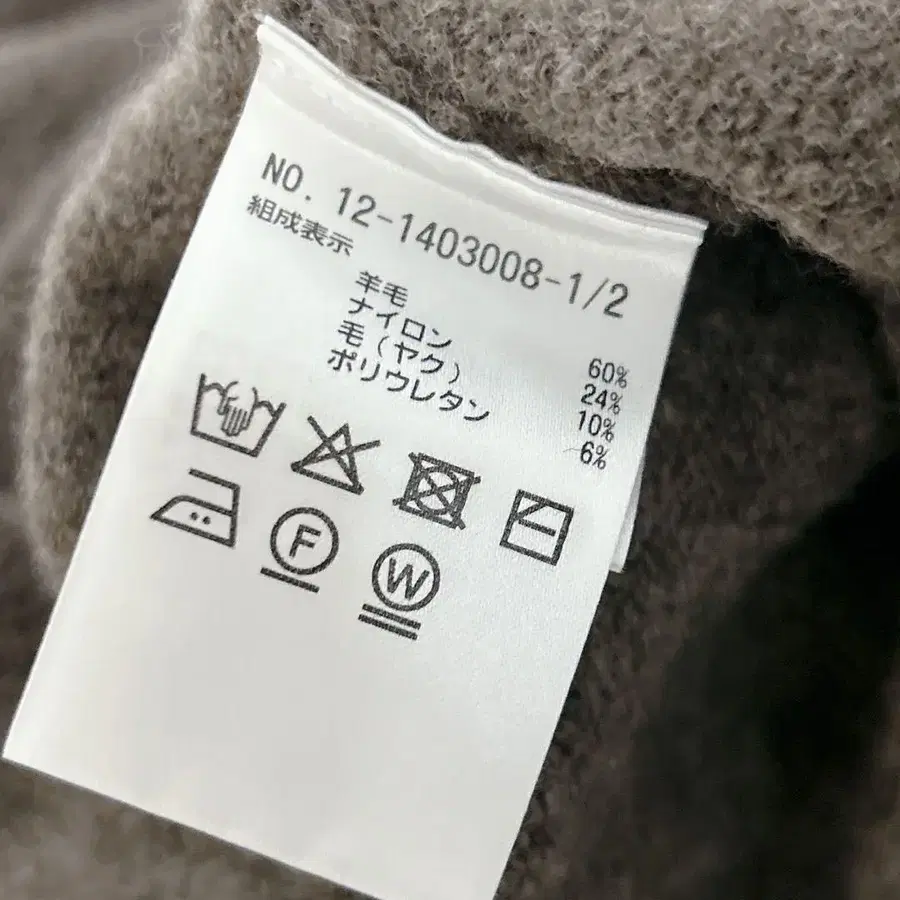 NO. 12-1403008-1/2
組成表示
羊毛 60%
ナイロン 24%
毛(ヤク) 10%
ポリウレタン 6%
F
W